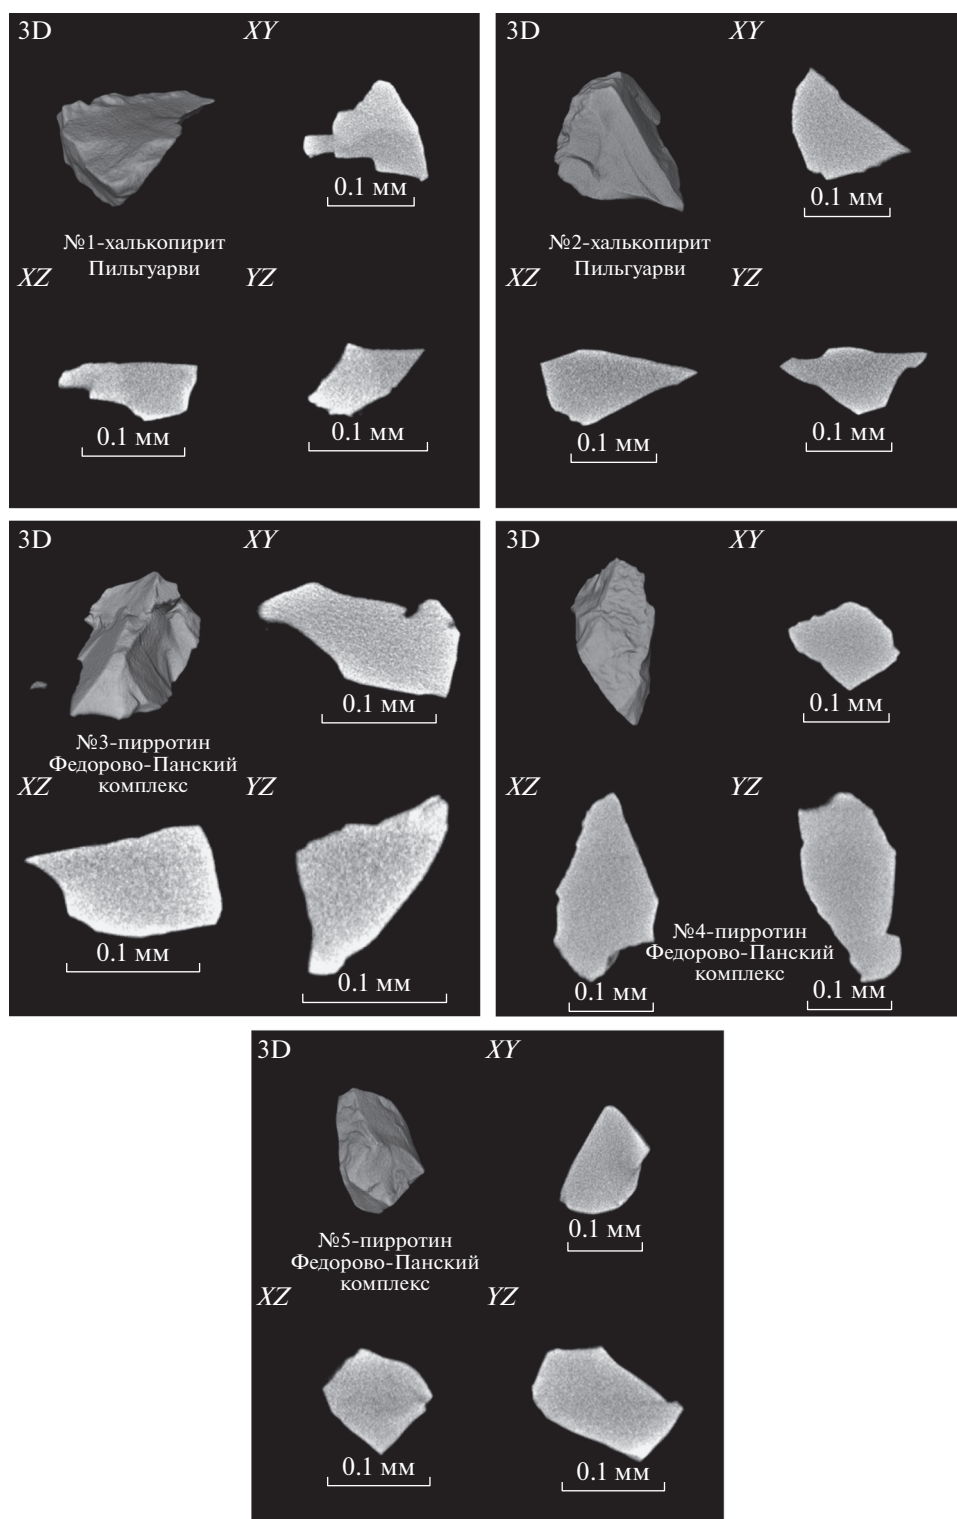 3D
XY
0.1 мм
№1-халькопирит
Пильгуарви
XZ
YZ
0.1 мм
0.1 мм
3D
XY
0.1 мм
№2-халькопирит
Пильгуарви
XZ
YZ
0.1 мм
0.1 мм
3D
XY
0.1 мм
№3-пирротин
Федорово-Панский
комплекс
XZ
YZ
0.1 мм
0.1 мм
3D
XY
0.1 мм
XZ
YZ
№4-пирротин
Федорово-Панский
комплекс
0.1 мм
0.1 мм
3D
XY
0.1 мм
№5-пирротин
Федорово-Панский
комплекс
XZ
YZ
0.1 мм
0.1 мм